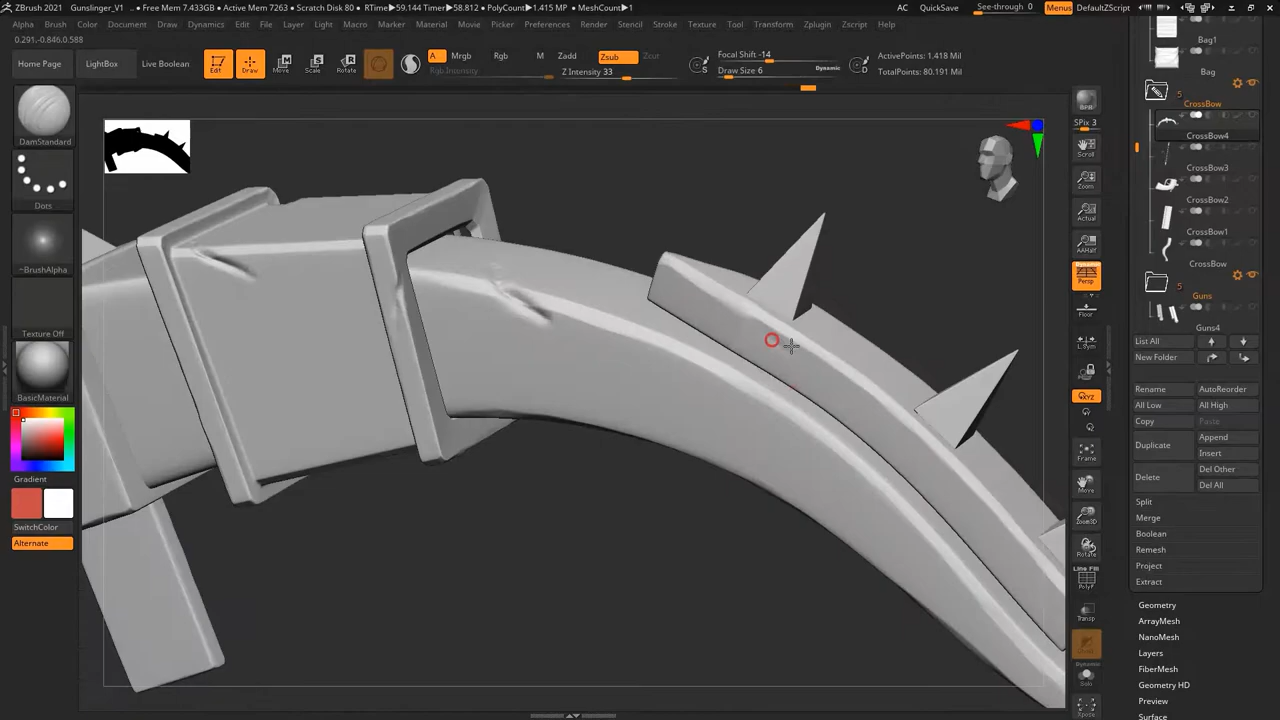 ZBrush 2021 Gunslinger_V1 .. • Free Mem 7.433GB • Active Mem 7263 • Scratch Disk 80 • RTime▶59.144 Timer▶58.812 • PolyCount▶1.415 MP • MeshCount▶1
AC QuickSave See-through 0 Menus DefaultZScript
Alpha Brush Color Document Draw Dynamics Edit File Layer Light Macro Marker Material Movie Picker Preferences Render Stencil Stroke Texture Tool Transform Zplugin Zscript Help
0.291,-0.846,0.588
Home Page LightBox Live Boolean
Edit Draw Move Scale Rotate
A Mrgb Rgb M Zadd Zsub Zcut
Rgb Intensity Z Intensity 33
S Focal Shift -14
Draw Size 6 Dynamic
D ActivePoints: 1.418 Mil
TotalPoints: 80.191 Mil
DamStandard
Dots
~BrushAlpha
Texture Off
BasicMaterial
Gradient
SwitchColor
Alternate
BPR
SPix 3
Scroll
Zoom
Actual
AAHalf
Dynamic
Persp
Floor
L.Sym
XYZ
Frame
Move
Zoom3D
Rotate
Line Fill
PolyF
Transp
Dynamic
Solo
Xpose
Bag1
Bag
5
CrossBow
CrossBow4
CrossBow3
CrossBow2
CrossBow1
CrossBow
5
Guns
Guns4
List All
New Folder
Rename AutoReorder
All Low All High
Copy Paste
Duplicate Append
Insert
Delete Del Other
Del All
Split
Merge
Boolean
Remesh
Project
Extract
Geometry
ArrayMesh
NanoMesh
Layers
FiberMesh
Geometry HD
Preview
Surface